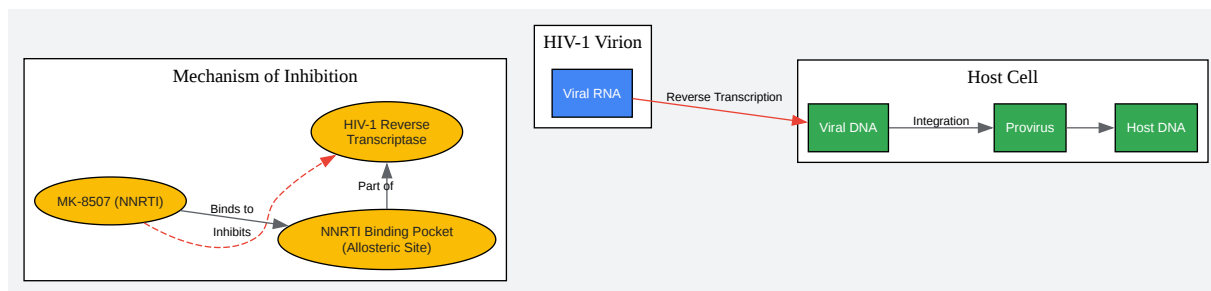 Mechanism of Inhibition
HIV-1 Reverse
Transcriptase
Part of
MK-8507 (NNRTI)
Binds to
Inhibits
NNRTI Binding Pocket
(Allosteric Site)
HIV-1 Virion
Viral RNA
Reverse Transcription
Host Cell
Viral DNA
Integration
Provirus
Host DNA